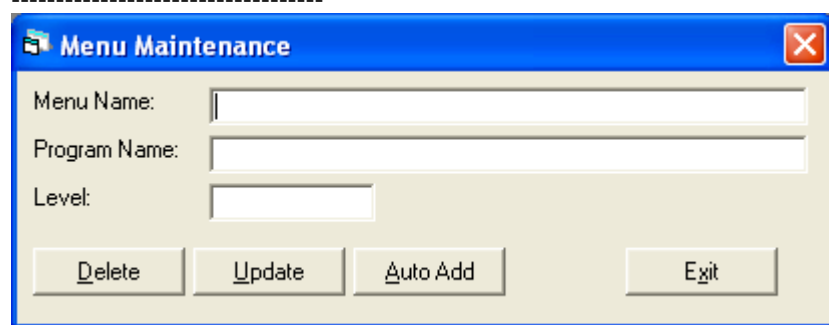 ------------------------------------
Menu Maintenance
Menu Name:
Program Name:
Level:
Delete Update Auto Add Exit